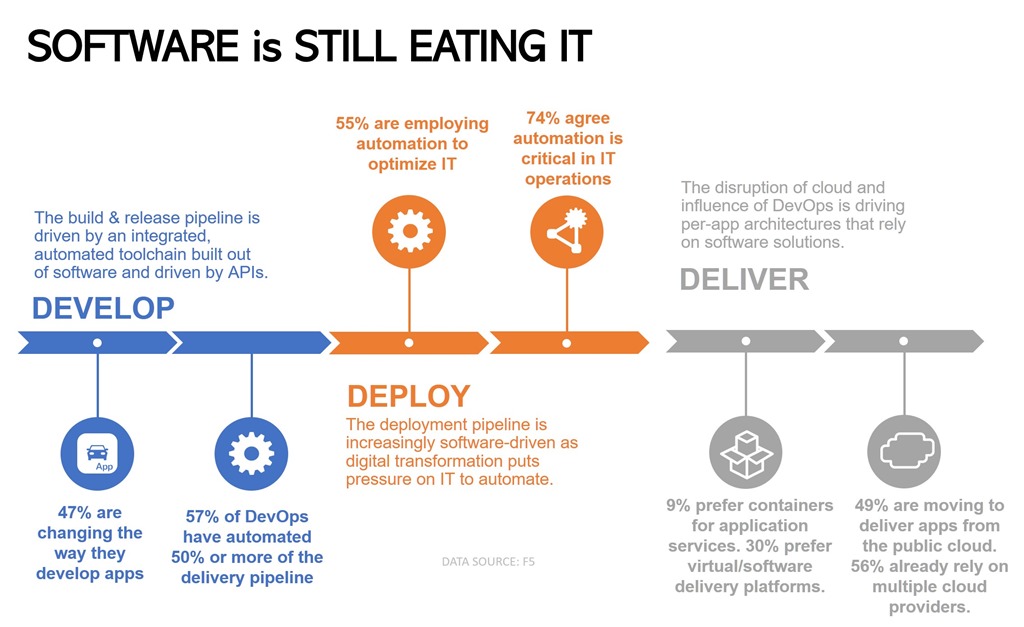 SOFTWARE is STILL EATING IT
The build & release pipeline is
driven by an integrated,
automated toolchain built out
of software and driven by APIs.
DEVELOP
App
47% are
changing the
way they
develop apps
57% of DevOps
have automated
50% or more of the
delivery pipeline
55% are employing
automation to
optimize IT
74% agree
automation is
critical in IT
operations
DEPLOY
The deployment pipeline is
increasingly software-driven as
digital transformation puts
pressure on IT to automate.
The disruption of cloud and
influence of DevOps is driving
per-app architectures that rely
on software solutions.
DELIVER
9% prefer containers
for application
services. 30% prefer
virtual/software
delivery platforms.
49% are moving to
deliver apps from
the public cloud.
56% already rely on
multiple cloud
providers.
DATA SOURCE: F5